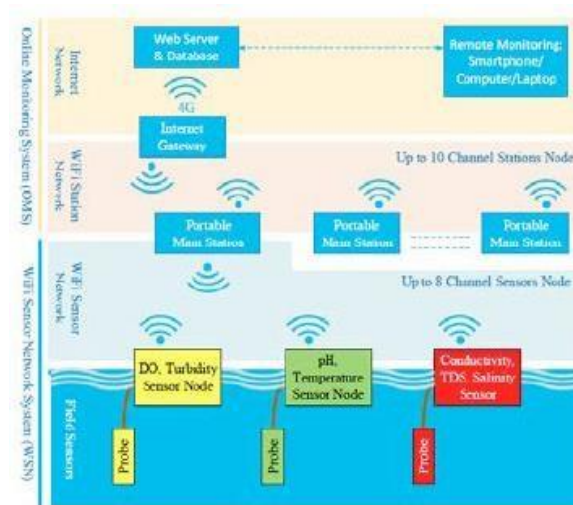 Online Monitoring System (OMS)
Internet
Network
Web Server
& Database
Remote Monitoring:
Smartphone/
Computer/Laptop
4G
Internet
Gateway
WiFi Station
Network
Up to 10 Channel Stations Node
Portable
Main Station
Portable
Main Station
Portable
Main Station
WiFi Sensor Network System (WSN)
WiFi Sensor
Network
Up to 8 Channel Sensors Node
DO, Turbidity
Sensor Node
pH,
Temperature
Sensor Node
Conductivity,
TDS, Salinity
Sensor
Field Sensors
Probe
Probe
Probe